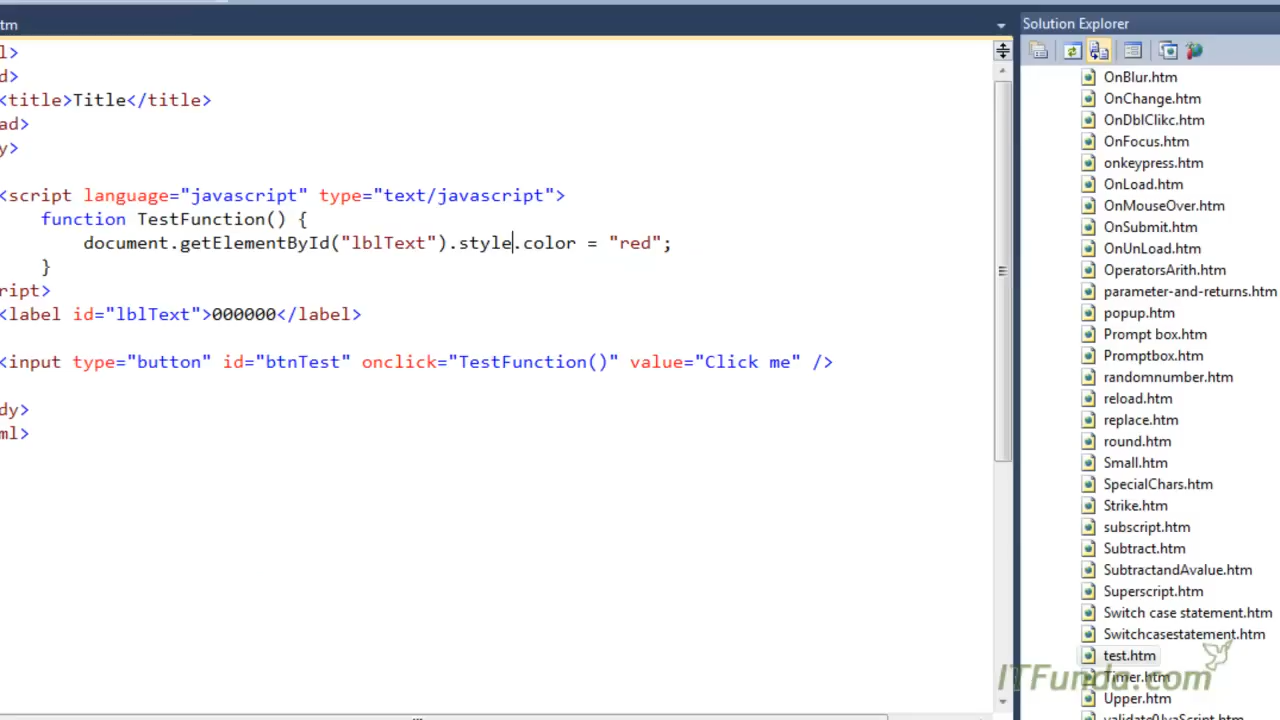 tm
l>
d>
<title>Title</title>
ad>
y>
<script language="javascript" type="text/javascript">
function TestFunction() {
document.getElementById("lblText").style.color = "red";
}
ript>
<label id="lblText">000000</label>
<input type="button" id="btnTest" onclick="TestFunction()" value="Click me" />
dy>
ml>
Solution Explorer
OnBlur.htm
OnChange.htm
OnDblClikc.htm
OnFocus.htm
onkeypress.htm
OnLoad.htm
OnMouseOver.htm
OnSubmit.htm
OnUnLoad.htm
OperatorsArith.htm
parameter-and-returns.htm
popup.htm
Prompt box.htm
Promptbox.htm
randomnumber.htm
reload.htm
replace.htm
round.htm
Small.htm
SpecialChars.htm
Strike.htm
subscript.htm
Subtract.htm
SubtractandAvalue.htm
Superscript.htm
Switch case statement.htm
Switchcasestatement.htm
test.htm
Timer.htm
ITFunda.com
Upper.htm